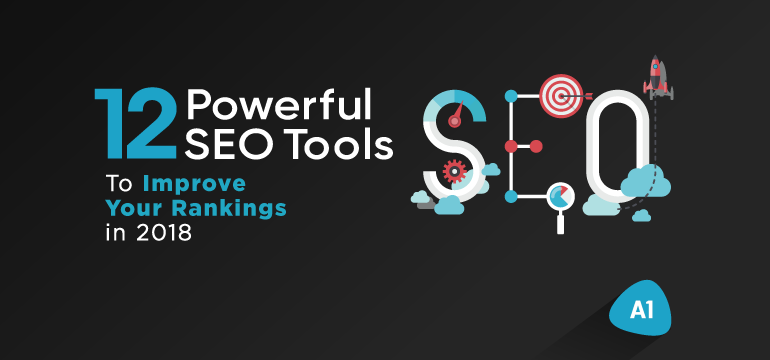 12 Powerful
SEO Tools
To Improve
Your Rankings
in 2018
SEO
A1